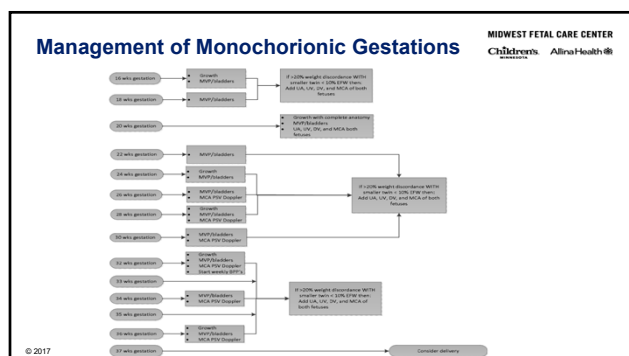 MIDWEST FETAL CARE CENTER
Management of Monochorionic Gestations
Children's. AllinaHealth
MINNESOTA
16 wks gestation
Growth
MVP/bladders
If >20% weight discordance WITH
smaller twin < 10% EFW then:
Add UA, UV, DV, and MCA of both
fetuses
18 wks gestation
MVP/bladders
20 wks gestation
Growth with complete anatomy
MVP/bladders
UA, UV, DV, and MCA both
fetuses
22 wks gestation
MVP/bladders
24 wks gestation
Growth
MVP/bladders
26 wks gestation
MVP/bladders
MCA PSV Doppler
If >20% weight discordance WITH
smaller twin < 10% EFW then:
Add UA, UV, DV, and MCA of both
fetuses
28 wks gestation
Growth
MVP/bladders
MCA PSV Doppler
30 wks gestation
MVP/bladders
MCA PSV Doppler
32 wks gestation
Growth
MVP/bladders
MCA PSV Doppler
Start weekly BPP's
33 wks gestation
If >20% weight discordance WITH
smaller twin < 10% EFW then:
Add UA, UV, DV, and MCA of both
fetuses
34 wks gestation
MVP/bladders
MCA PSV Doppler
35 wks gestation
36 wks gestation
Growth
MVP/bladders
MCA PSV Doppler
37 wks gestation
Consider delivery
© 2017